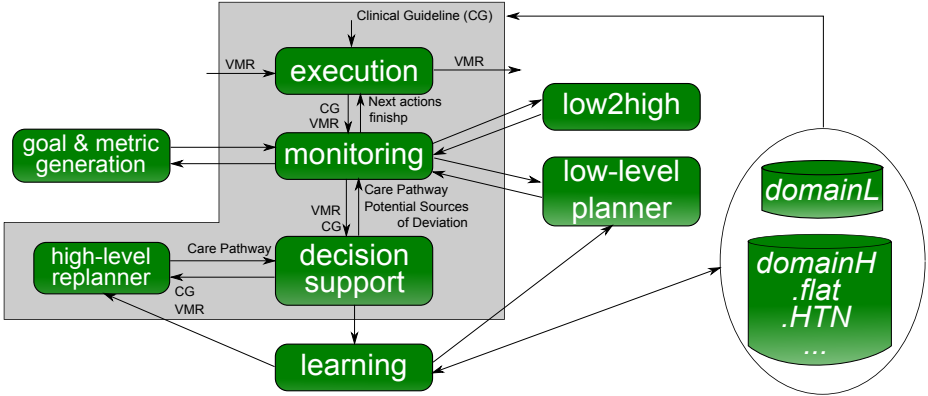 Clinical Guideline (CG)
VMR
execution
VMR
CG
VMR
Next actions
finishp
low2high
goal & metric
generation
monitoring
low-level
planner
domainL
VMR
CG
Care Pathway
Potential Sources
of Deviation
high-level
replanner
Care Pathway
decision
support
CG
VMR
domainH
.flat
.HTN
...
learning